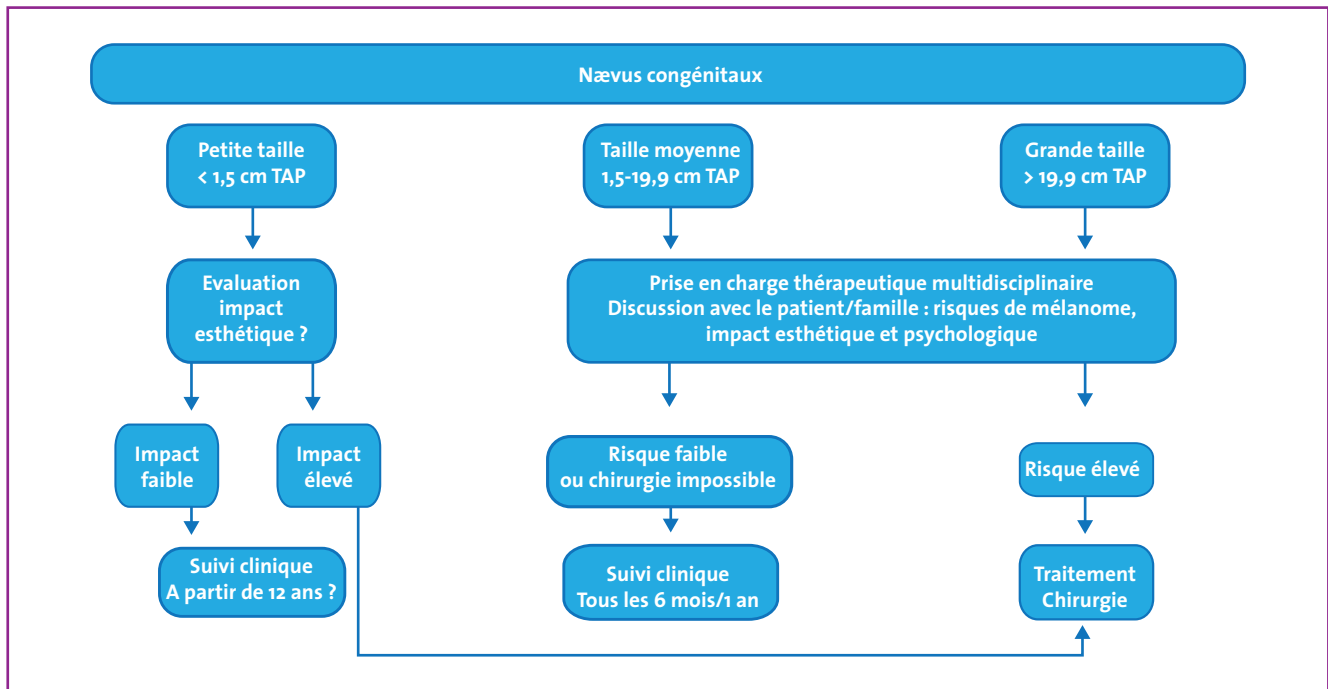 Nævus congénitaux
Petite taille
< 1,5 cm TAP
Taille moyenne
1,5-19,9 cm TAP
Grande taille
> 19,9 cm TAP
Evaluation
impact
esthétique ?
Prise en charge thérapeutique multidisciplinaire
Discussion avec le patient/famille : risques de mélanome,
impact esthétique et psychologique
Impact
faible
Impact
élevé
Risque faible
ou chirurgie impossible
Risque élevé
Suivi clinique
A partir de 12 ans ?
Suivi clinique
Tous les 6 mois/1 an
Traitement
Chirurgie